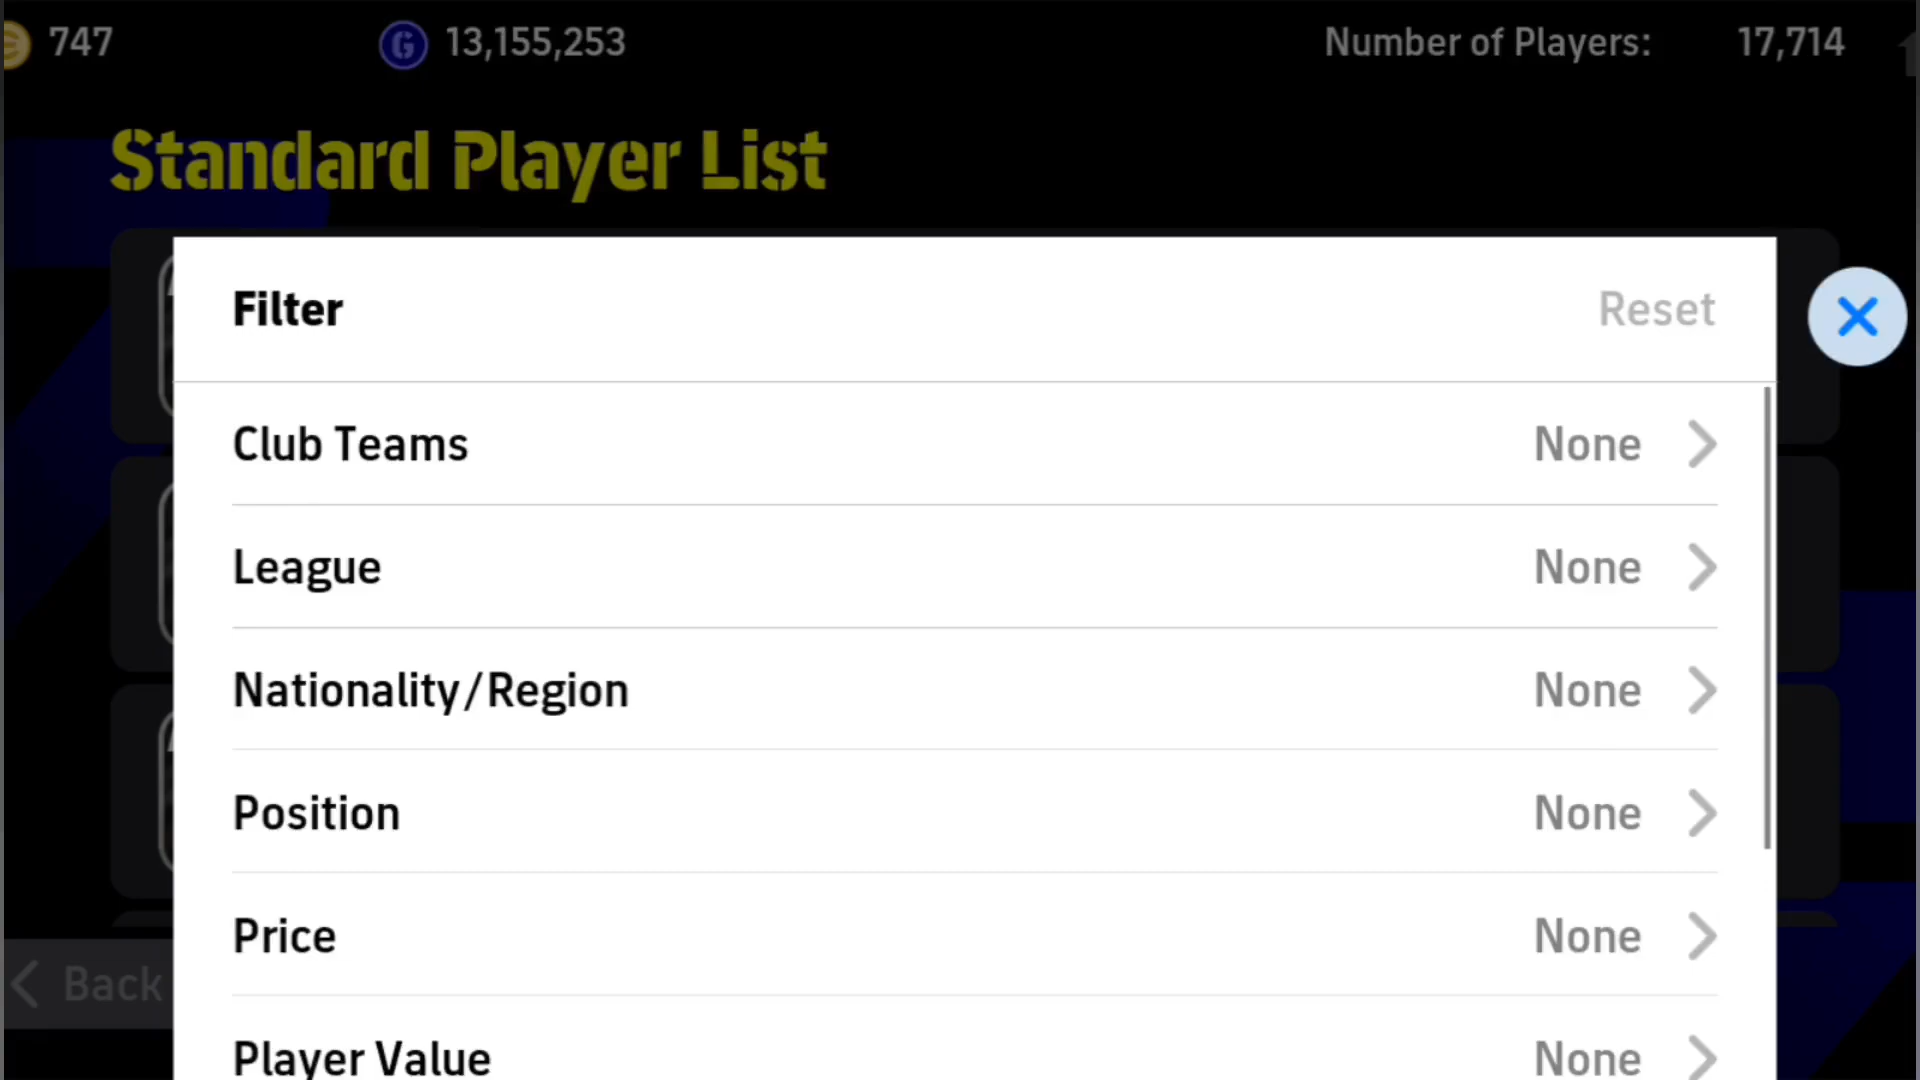 747
G 13,155,253
Number of Players: 17,714
Standard Player List
Filter
Reset
Club Teams None
League None
Nationality/Region None
Position None
Price None
Player Value None
Back